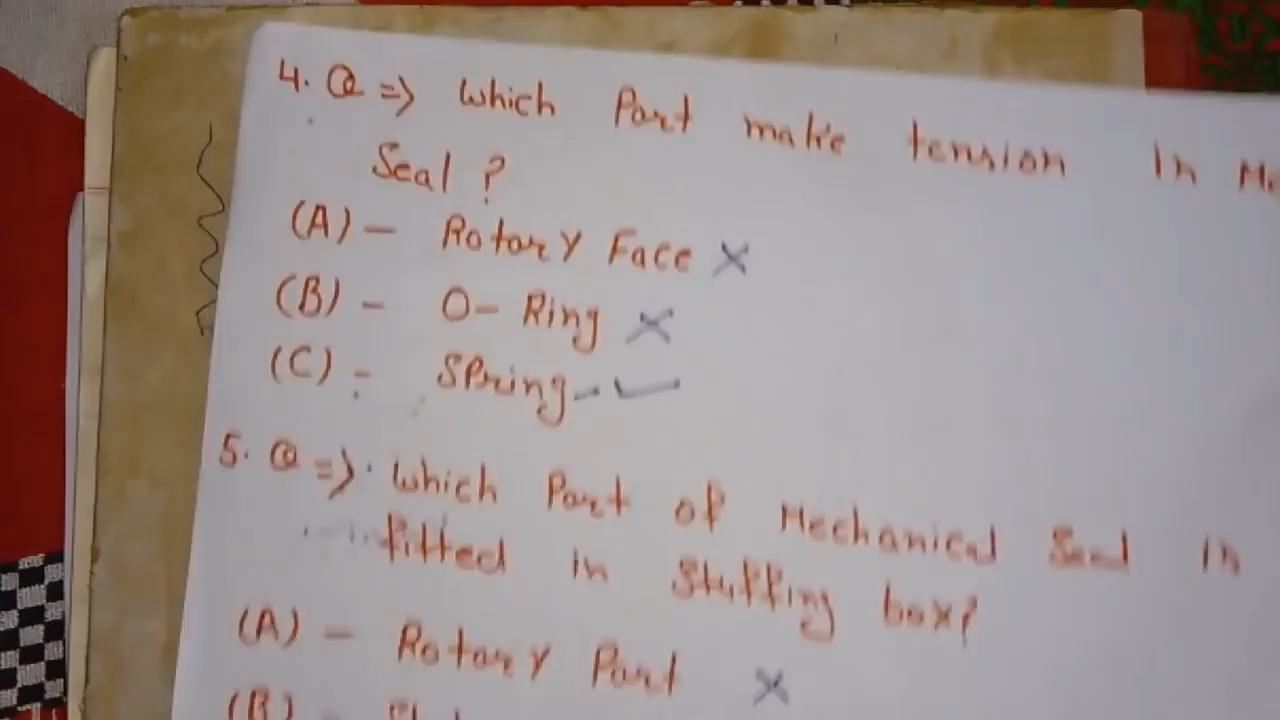 4. Q => Which Part make tension in
Seal ?
(A) - Rotary Face ×
(B) - O- Ring ×
(C) - Spring - ✓
5. Q => Which Part of Mechanical Seal in
fitted in Stuffing box?
(A) - Rotary Part ×
(B) -